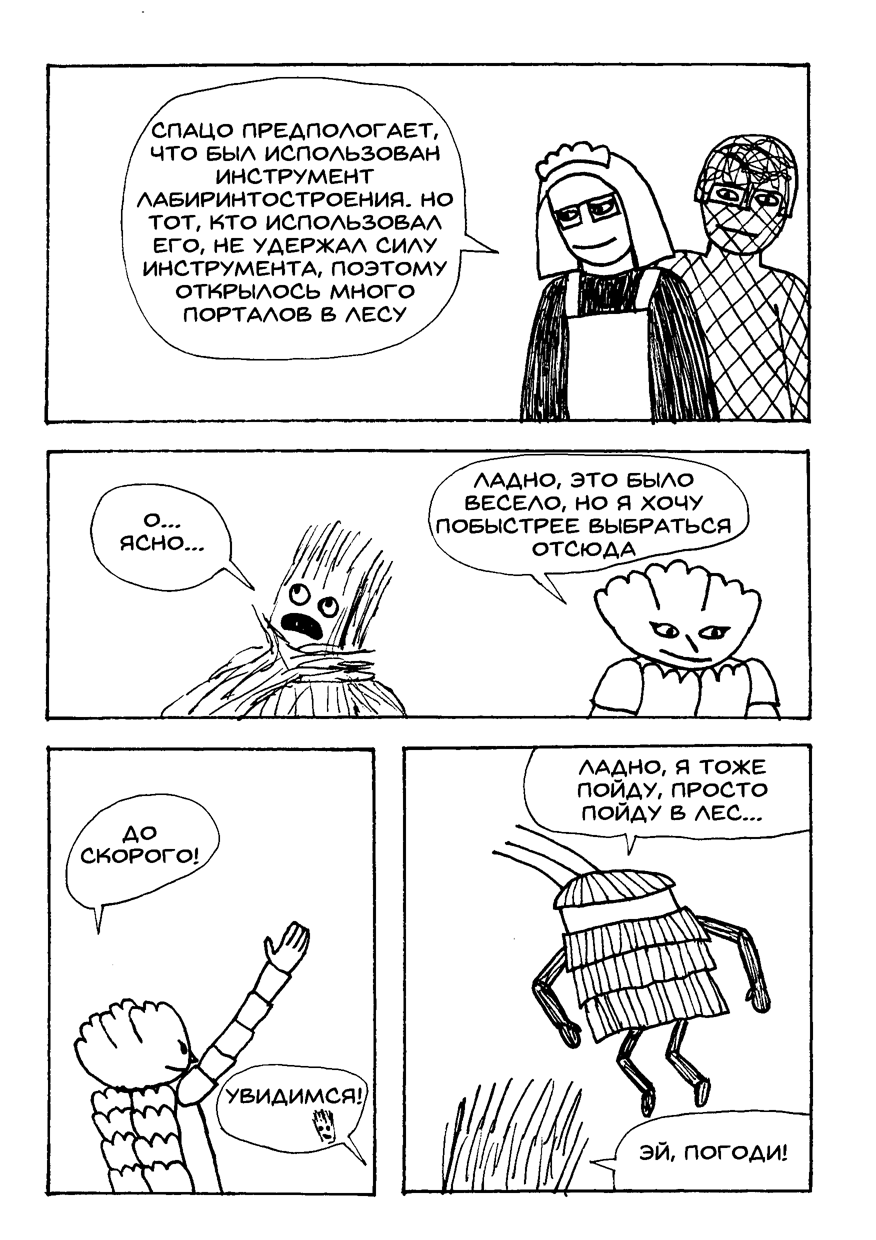 СПАЦО ПРЕДПОЛОГАЕТ,
ЧТО БЫЛ ИСПОЛЬЗОВАН
ИНСТРУМЕНТ
ЛАБИРИНТОСТРОЕНИЯ. НО
ТОТ, КТО ИСПОЛЬЗОВАЛ
ЕГО, НЕ УДЕРЖАЛ СИЛУ
ИНСТРУМЕНТА, ПОЭТОМУ
ОТКРЫЛОСЬ МНОГО
ПОРТАЛОВ В ЛЕСУ
О...
ЯСНО...
ЛАДНО, ЭТО БЫЛО
ВЕСЕЛО, НО Я ХОЧУ
ПОБЫСТРЕЕ ВЫБРАТЬСЯ
ОТСЮДА
ДО
СКОРОГО!
УВИДИМСЯ!
ЛАДНО, Я ТОЖЕ
ПОЙДУ, ПРОСТО
ПОЙДУ В ЛЕС...
ЭЙ, ПОГОДИ!